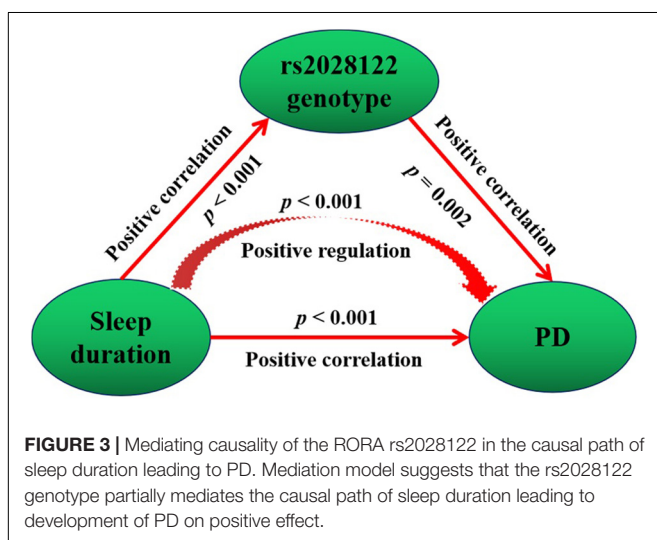 rs2028122
genotype
Positive correlation
p < 0.001
Positive correlation
p = 0.002
p < 0.001
Positive regulation
Sleep
duration
p < 0.001
Positive correlation
PD
FIGURE 3 | Mediating causality of the RORA rs2028122 in the causal path of
sleep duration leading to PD. Mediation model suggests that the rs2028122
genotype partially mediates the causal path of sleep duration leading to
development of PD on positive effect.